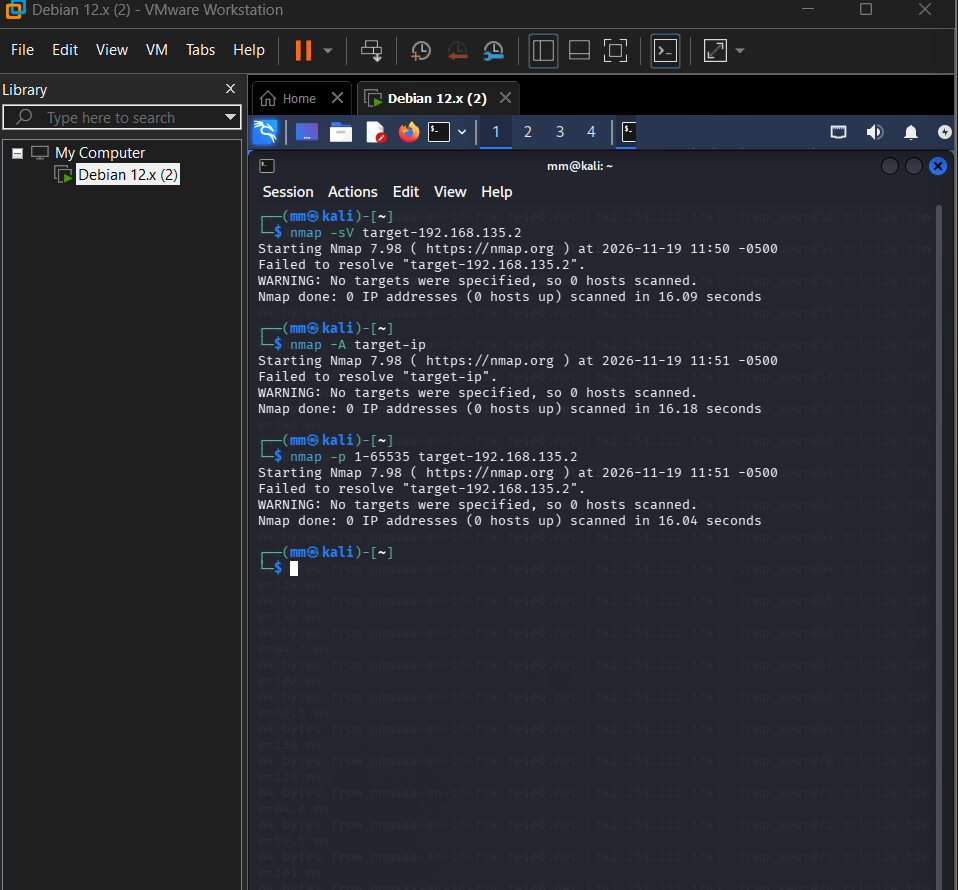 Debian 12.x (2) - VMware Workstation
File Edit View VM Tabs Help
Library
Type here to search
My Computer
Debian 12.x (2)
Home
Debian 12.x (2)
1 2 3 4
mm@kali: ~
Session Actions Edit View Help
┌──(mm㉿kali)-[~]
└─$ nmap -sV target-192.168.135.2
Starting Nmap 7.98 ( https://nmap.org ) at 2026-11-19 11:50 -0500
Failed to resolve "target-192.168.135.2".
WARNING: No targets were specified, so 0 hosts scanned.
Nmap done: 0 IP addresses (0 hosts up) scanned in 16.09 seconds
┌──(mm㉿kali)-[~]
└─$ nmap -A target-ip
Starting Nmap 7.98 ( https://nmap.org ) at 2026-11-19 11:51 -0500
Failed to resolve "target-ip".
WARNING: No targets were specified, so 0 hosts scanned.
Nmap done: 0 IP addresses (0 hosts up) scanned in 16.18 seconds
┌──(mm㉿kali)-[~]
└─$ nmap -p 1-65535 target-192.168.135.2
Starting Nmap 7.98 ( https://nmap.org ) at 2026-11-19 11:51 -0500
Failed to resolve "target-192.168.135.2".
WARNING: No targets were specified, so 0 hosts scanned.
Nmap done: 0 IP addresses (0 hosts up) scanned in 16.04 seconds
┌──(mm㉿kali)-[~]
└─$